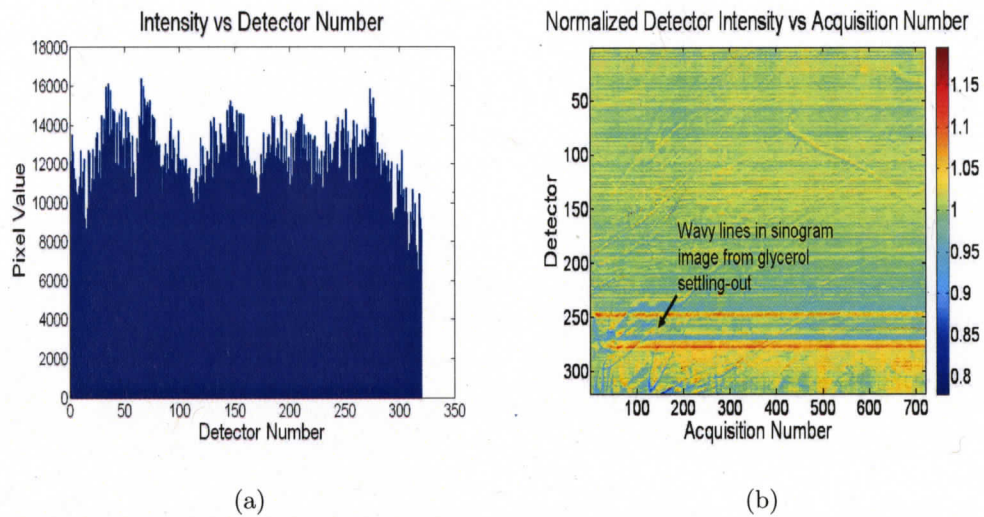 Intensity vs Detector Number
18000
16000
14000
12000
10000
8000
6000
4000
2000
0
Pixel Value
0 50 100 150 200 250 300 350
Detector Number
(a)
Normalized Detector Intensity vs Acquisition Number
50
100
150
200
250
300
Detector
Wavy lines in sinogram
image from glycerol
settling-out
100 200 300 400 500 600 700
Acquisition Number
1.15
1.1
1.05
1
0.95
0.9
0.85
0.8
(b)